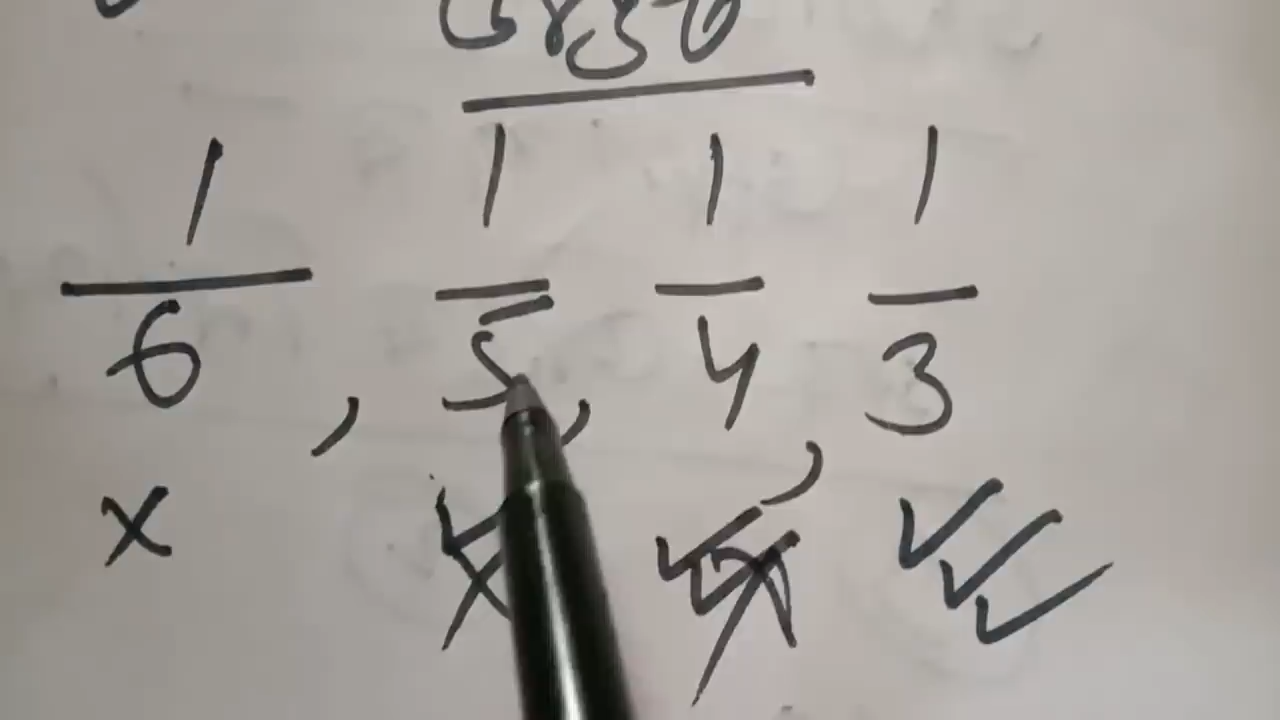 1/6 , 1/5 , 1/4 , 1/3
x ✓x ✓✓x ✓✓✓